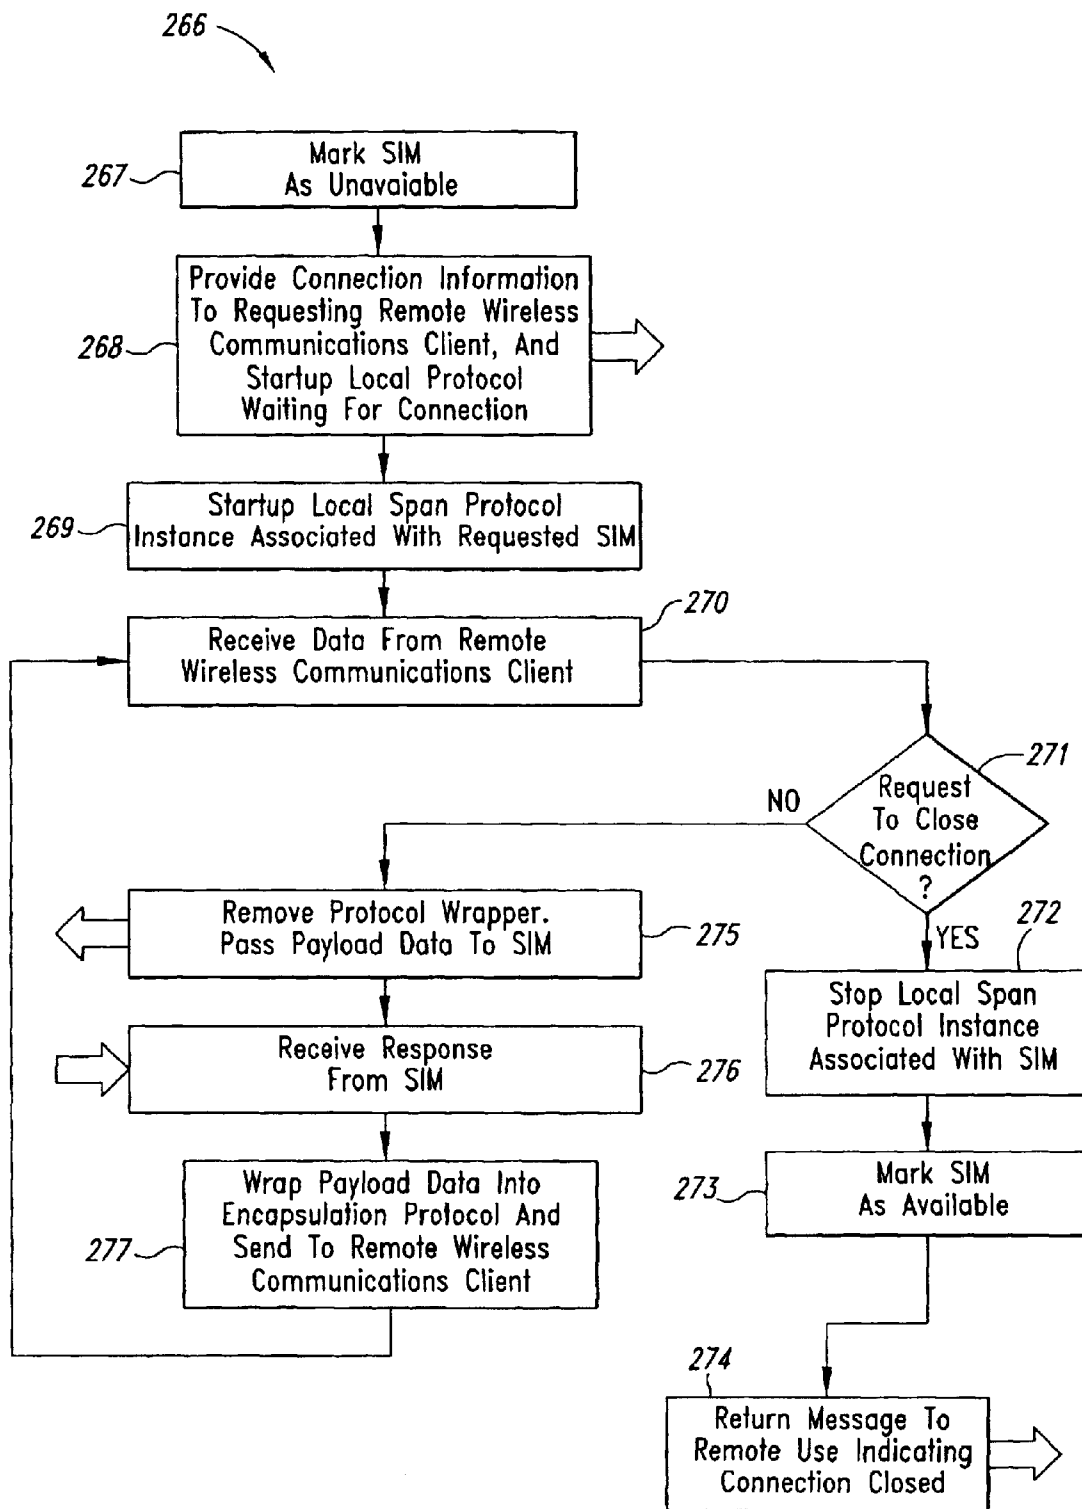 266
267
Mark SIM
As Unavaiable
268
Provide Connection Information
To Requesting Remote Wireless
Communications Client, And
Startup Local Protocol
Waiting For Connection
269
Startup Local Span Protocol
Instance Associated With Requested SIM
270
Receive Data From Remote
Wireless Communications Client
271
Request
To Close
Connection
?
NO
YES
275
Remove Protocol Wrapper.
Pass Payload Data To SIM
272
Stop Local Span
Protocol Instance
Associated With SIM
276
Receive Response
From SIM
273
Mark SIM
As Available
277
Wrap Payload Data Into
Encapsulation Protocol And
Send To Remote Wireless
Communications Client
274
Return Message To
Remote Use Indicating
Connection Closed